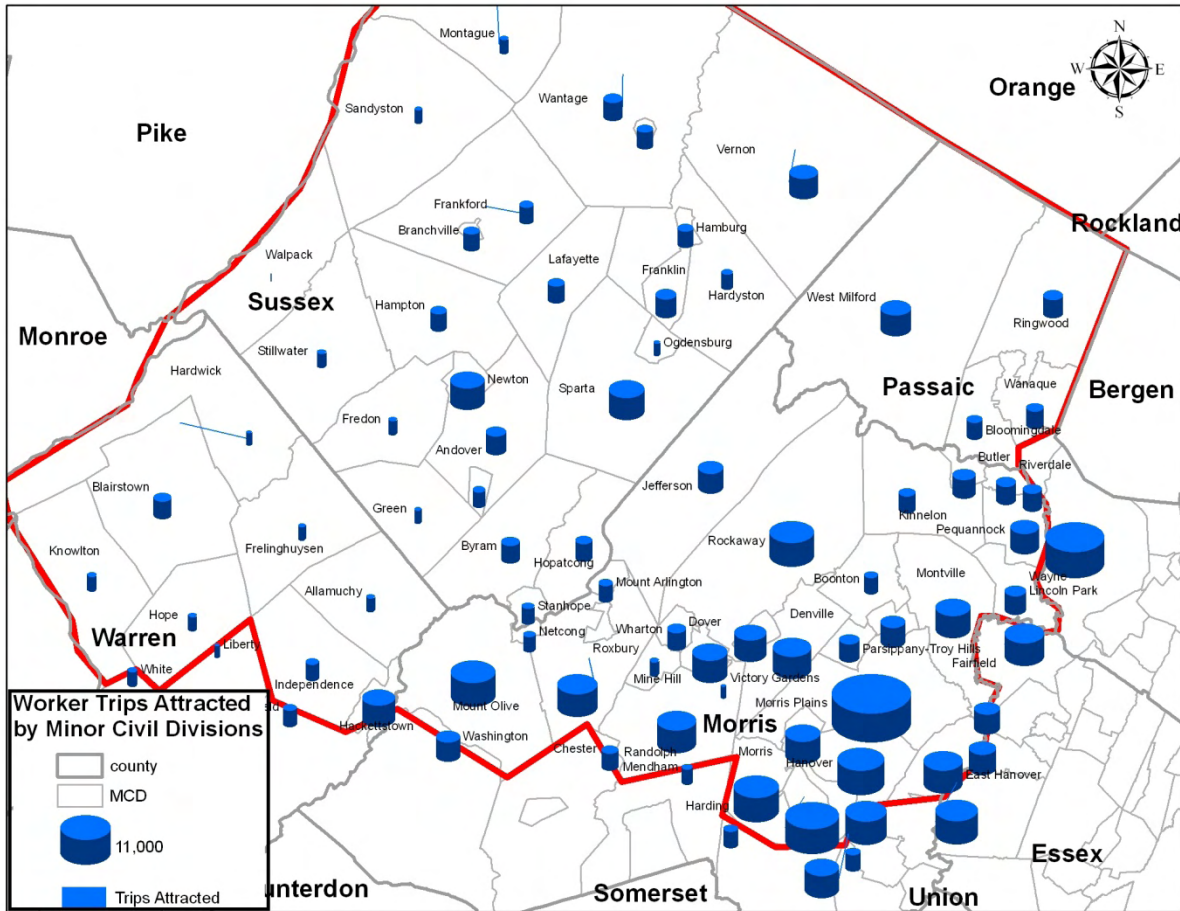 Montague
N
W E
S
Orange
Sandyston
Wantage
Pike
Vernon
Frankford
Branchville
Hamburg
Rockland
Walpack
Lafayette
Franklin
Sussex
Hampton
Hardyston
West Milford
Ringwood
Monroe
Stillwater
Ogdensburg
Hardwick
Newton
Sparta
Passaic
Wanaque
Bergen
Fredon
Andover
Bloomingdale
Butler
Riverdale
Blairstown
Jefferson
Kinnelon
Green
Pequannock
Knowlton
Frelinghuysen
Byram
Hopatcong
Rockaway
Allamuchy
Mount Arlington
Boonton
Montville
Wayne
Lincoln Park
Hope
Stanhope
Denville
Warren
Liberty
Netcong
Wharton
Dover
Roxbury
Parsippany-Troy Hills
Fairfield
White
Independence
Mine Hill
Victory Gardens
Mount Olive
Morris Plains
Hackettstown
Morris
Washington
Chester
Randolph
Mendham
Morris
Hanover
East Hanover
Harding
Essex
Somerset
Union
unterdon
Worker Trips Attracted
by Minor Civil Divisions
county
MCD
11,000
Trips Attracted